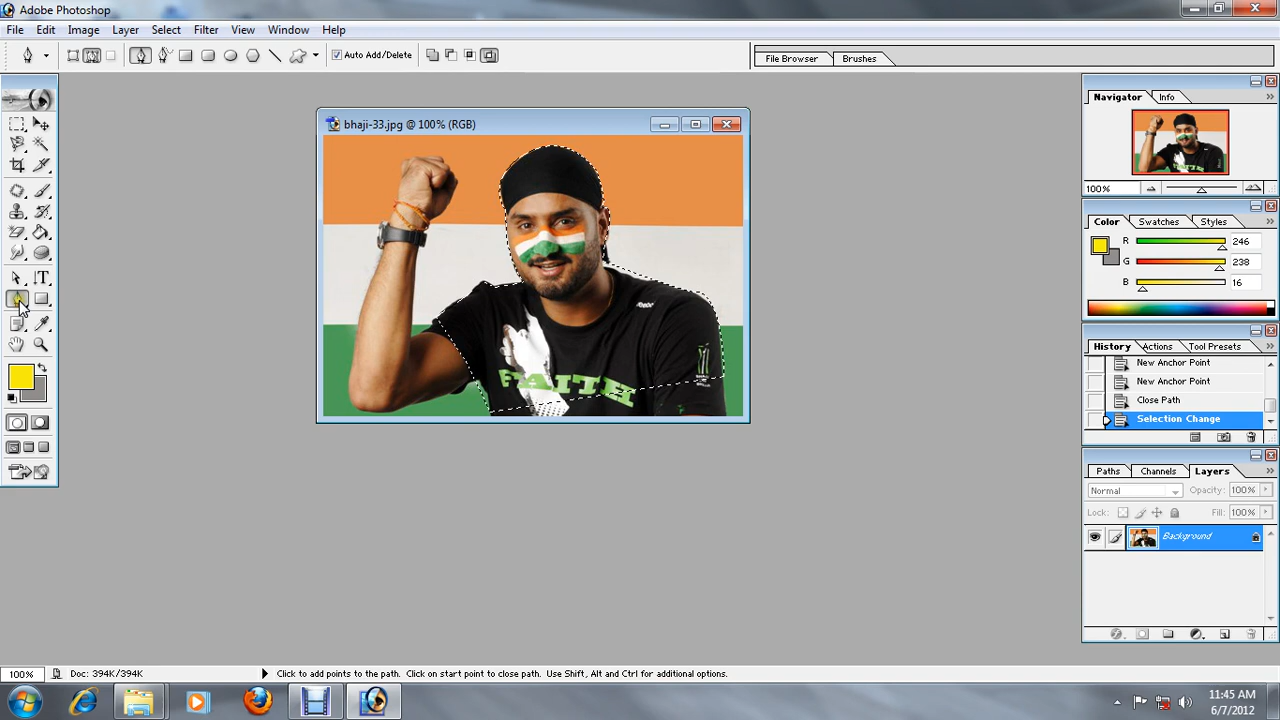 Adobe Photoshop
File Edit Image Layer Select Filter View Window Help
Auto Add/Delete
File Browser Brushes
bhaji-33.jpg @ 100% (RGB)
FAITH
Navigator Info
100%
Color Swatches Styles
R 246
G 238
B 16
History Actions Tool Presets
New Anchor Point
New Anchor Point
Close Path
Selection Change
Paths Channels Layers
Normal Opacity: 100%
Lock: Fill: 100%
Background
100% Doc: 394K/394K Click to add points to the path. Click on start point to close path. Use Shift, Alt and Ctrl for additional options.
11:45 AM
6/7/2012